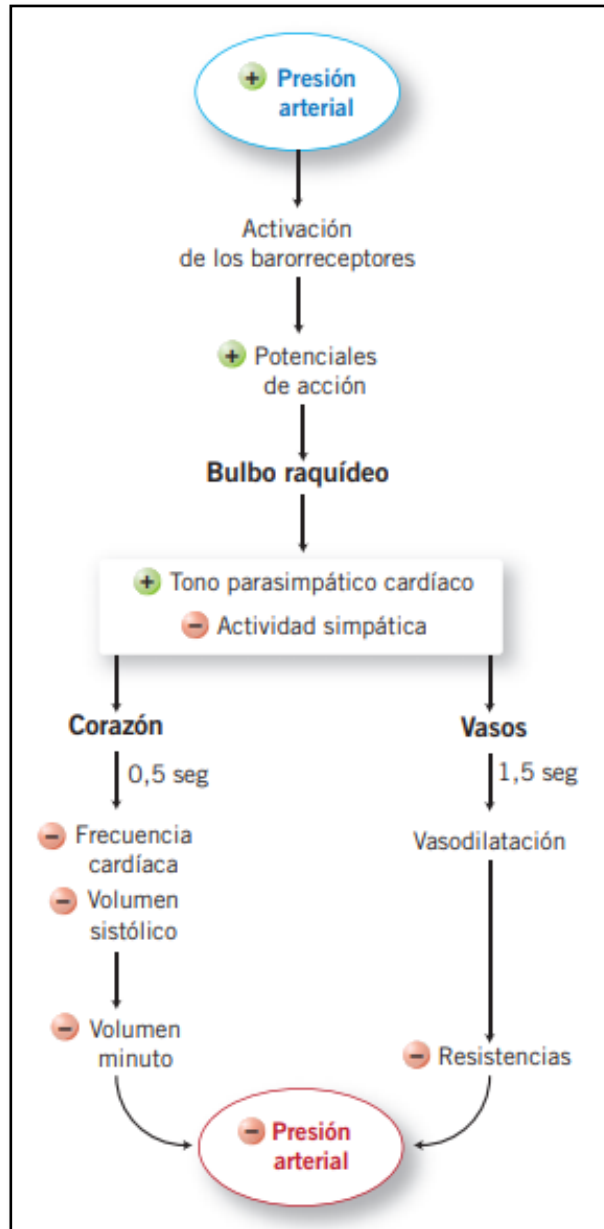 + Presión
arterial
Activación
de los barorreceptores
+ Potenciales
de acción
Bulbo raquídeo
+ Tono parasimpático cardíaco
− Actividad simpática
Corazón
0,5 seg
− Frecuencia
cardíaca
− Volumen
sistólico
− Volumen
minuto
Vasos
1,5 seg
Vasodilatación
− Resistencias
− Presión
arterial